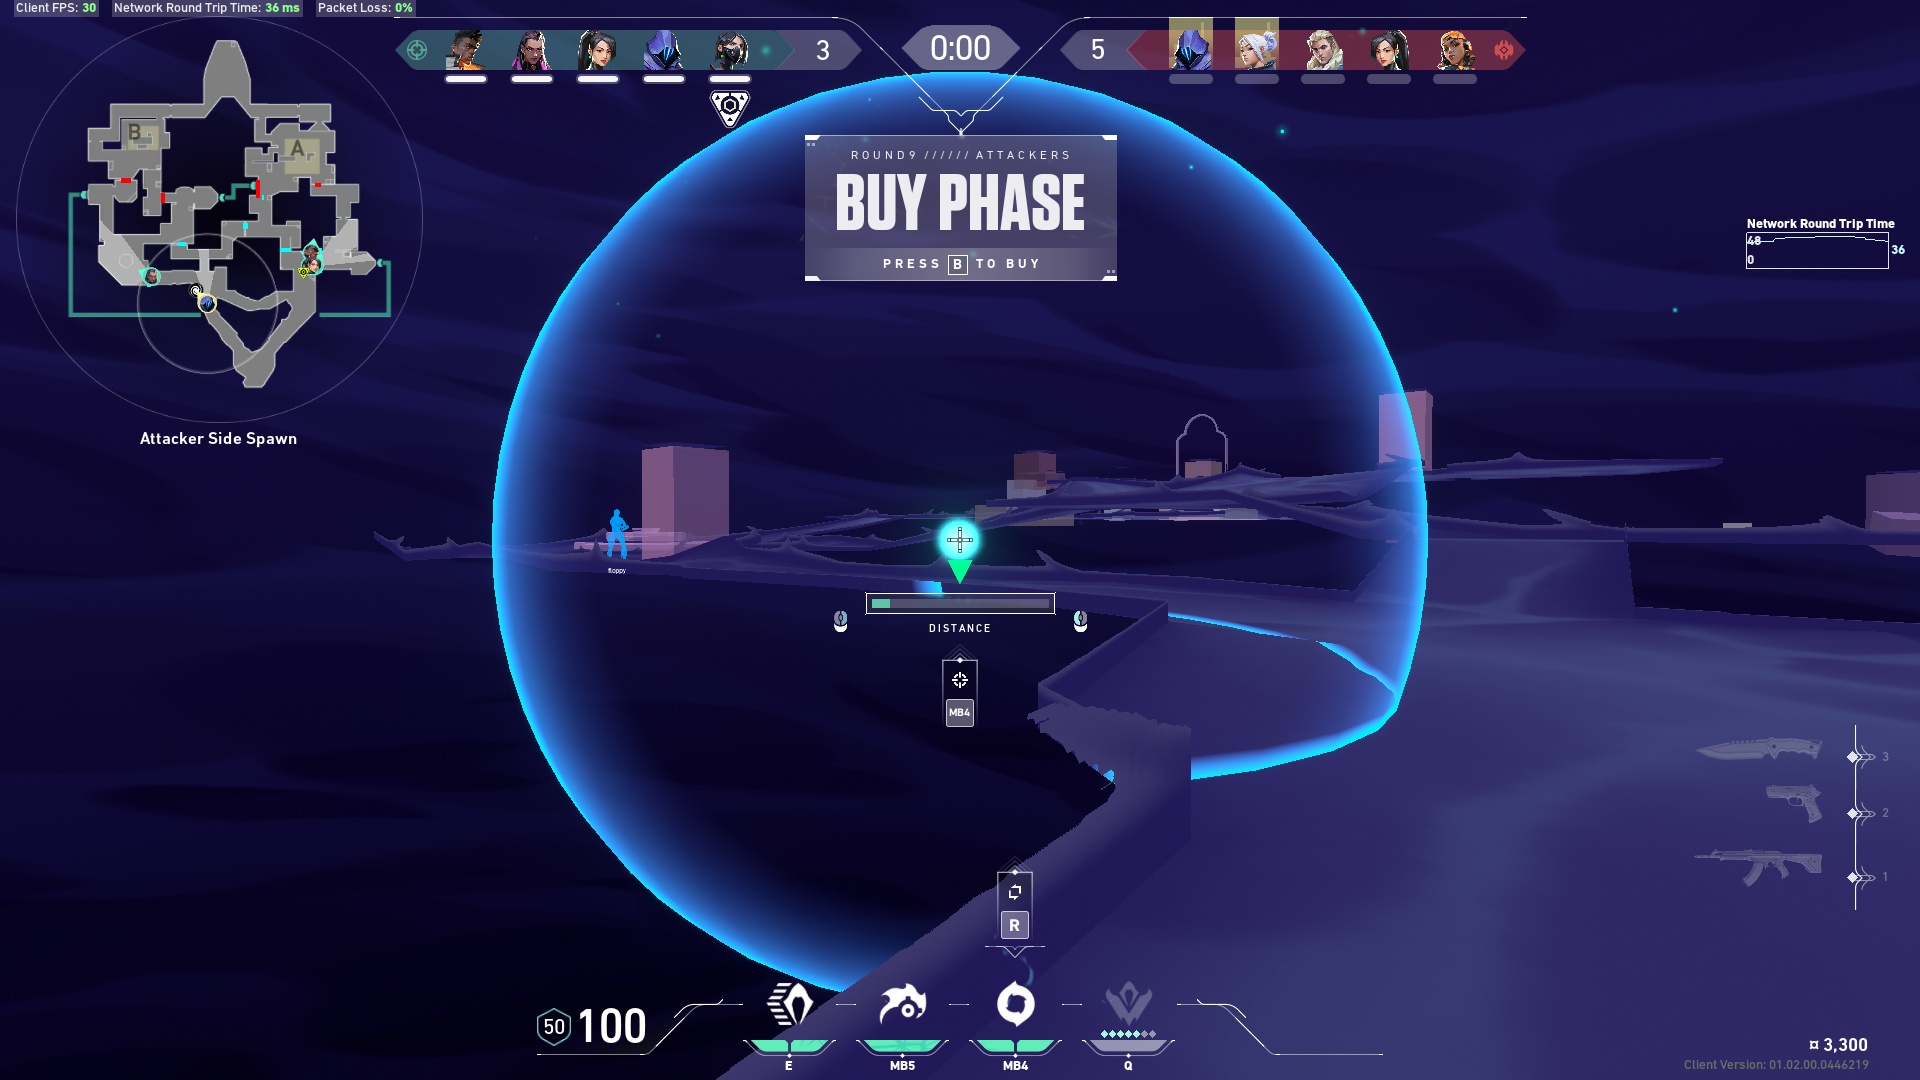 Client FPS: 30 Network Round Trip Time: 36 ms Packet Loss: 0%
3 0:00 5
B
A
Attacker Side Spawn
ROUND9 ////// ATTACKERS
BUY PHASE
PRESS B TO BUY
Network Round Trip Time
48
36
0
floppy
DISTANCE
MB4
3
2
1
R
50 100
E MB5 MB4 Q
¤ 3,300
Client Version: 01.02.00.0446219